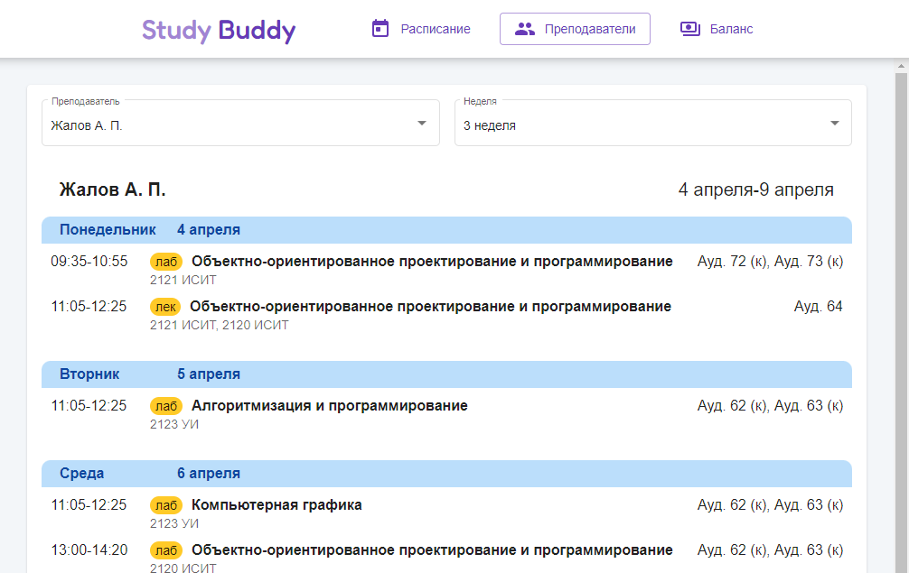 Study Buddy Расписание Преподаватели Баланс
Преподаватель Неделя
Жалов А. П. 3 неделя
Жалов А. П. 4 апреля-9 апреля
Понедельник 4 апреля
09:35-10:55 лаб Объектно-ориентированное проектирование и программирование Ауд. 72 (к), Ауд. 73 (к)
2121 ИСИТ
11:05-12:25 лек Объектно-ориентированное проектирование и программирование Ауд. 64
2121 ИСИТ, 2120 ИСИТ
Вторник 5 апреля
11:05-12:25 лаб Алгоритмизация и программирование Ауд. 62 (к), Ауд. 63 (к)
2123 УИ
Среда 6 апреля
11:05-12:25 лаб Компьютерная графика Ауд. 62 (к), Ауд. 63 (к)
2123 УИ
13:00-14:20 лаб Объектно-ориентированное проектирование и программирование Ауд. 62 (к), Ауд. 63 (к)
2120 ИСИТ